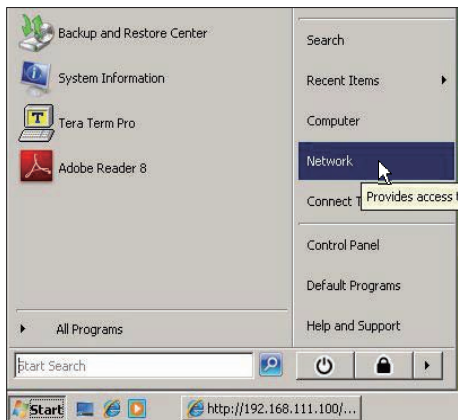 Backup and Restore Center
System Information
Tera Term Pro
Adobe Reader 8
All Programs
Start Search
Search
Recent Items
Computer
Network
Connect T
Provides access
Control Panel
Default Programs
Help and Support
Start
http://192.168.111.100/...